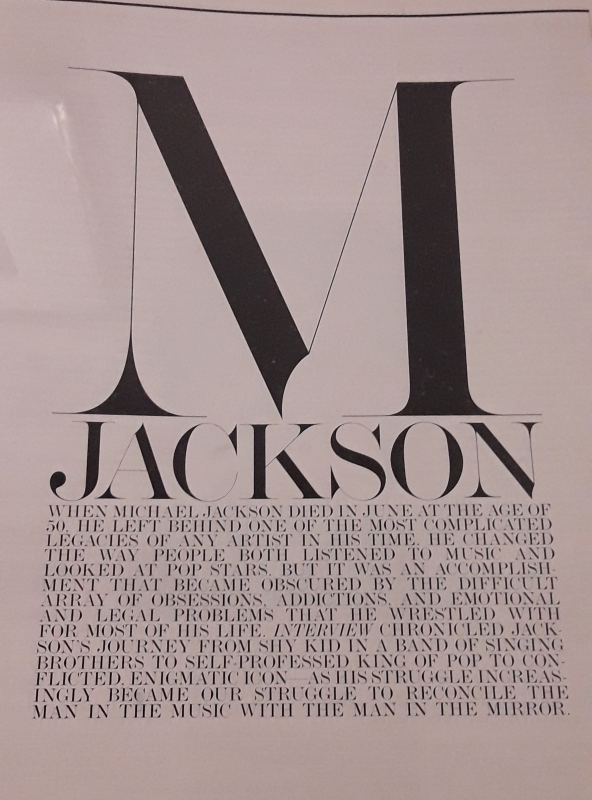 M
JACKSON
WHEN MICHAEL JACKSON DIED IN JUNE AT THE AGE OF
50, HE LEFT BEHIND ONE OF THE MOST COMPLICATED
LEGACIES OF ANY ARTIST IN HIS TIME. HE CHANGED
THE WAY PEOPLE BOTH LISTENED TO MUSIC AND
LOOKED AT POP STARS. BUT IT WAS AN ACCOMPLISH-
MENT THAT BECAME OBSCURED BY THE DIFFICULT
ARRAY OF OBSESSIONS, ADDICTIONS, AND EMOTIONAL
AND LEGAL PROBLEMS THAT HE WRESTLED WITH
FOR MOST OF HIS LIFE. INTERVIEW CHRONICLED JACK-
SON'S JOURNEY FROM SHY KID IN A BAND OF SINGING
BROTHERS TO SELF-PROFESSED KING OF POP TO CON-
FLICTED, ENIGMATIC ICON—AS HIS STRUGGLE INCREAS-
INGLY BECAME OUR STRUGGLE TO RECONCILE THE
MAN IN THE MUSIC WITH THE MAN IN THE MIRROR.